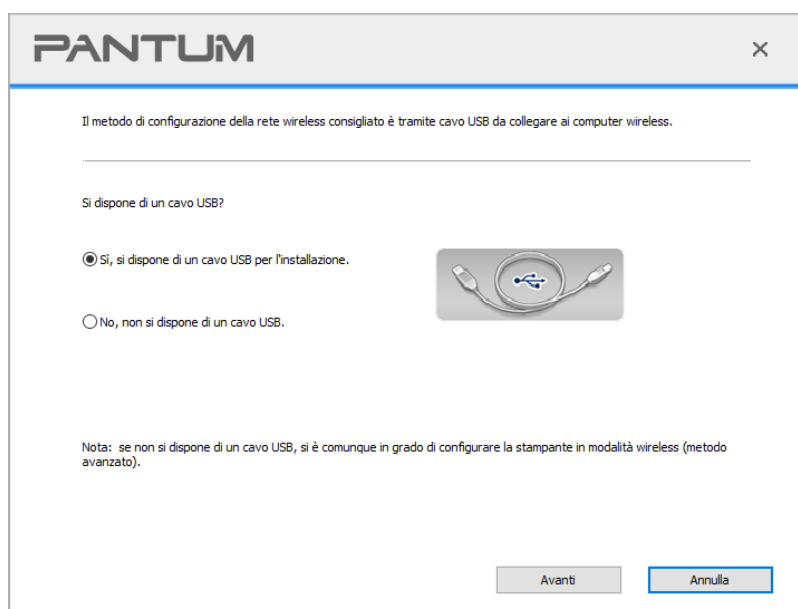 PANTUM
Il metodo di configurazione della rete wireless consigliato è tramite cavo USB da collegare ai computer wireless.
Si dispone di un cavo USB?
Sì, si dispone di un cavo USB per l'installazione.
No, non si dispone di un cavo USB.
Nota: se non si dispone di un cavo USB, si è comunque in grado di configurare la stampante in modalità wireless (metodo
avanzato).
Avanti
Annulla